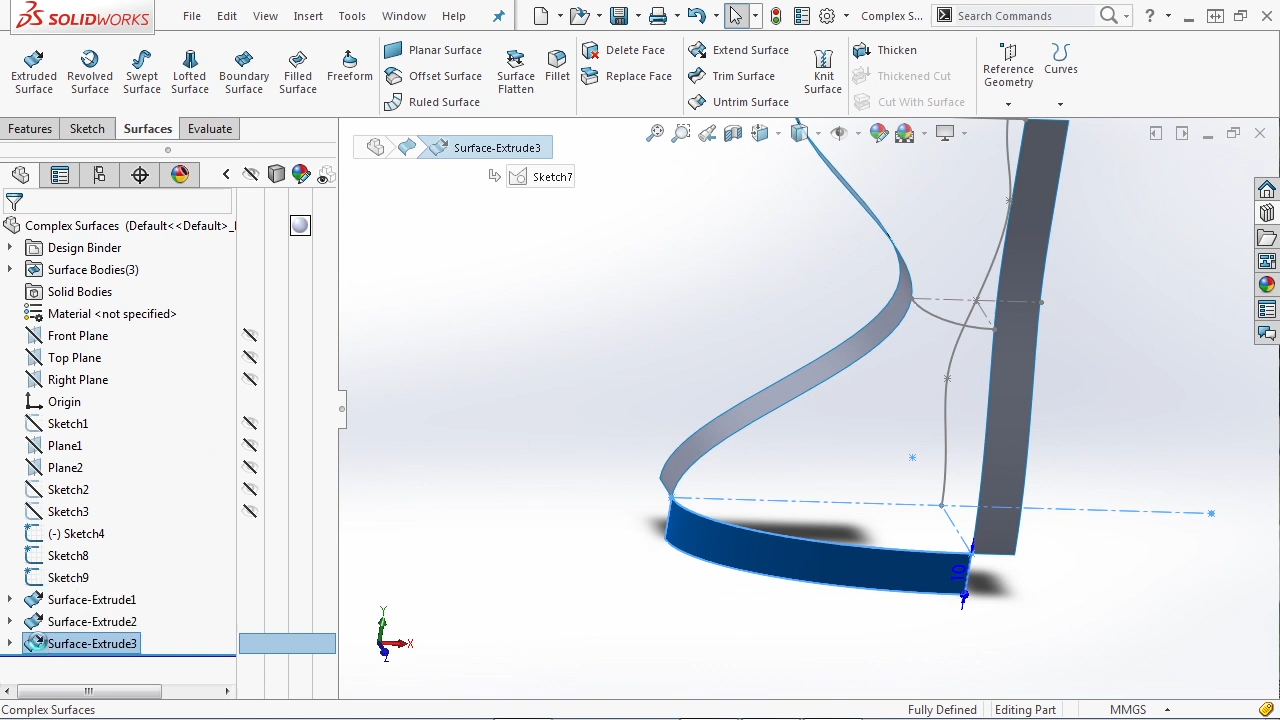 SOLIDWORKS
File Edit View Insert Tools Window Help
Complex S...
Search Commands
Extruded Surface
Revolved Surface
Swept Surface
Lofted Surface
Boundary Surface
Filled Surface
Freeform
Planar Surface
Offset Surface
Ruled Surface
Surface Flatten
Fillet
Delete Face
Replace Face
Extend Surface
Trim Surface
Untrim Surface
Knit Surface
Thicken
Thickened Cut
Cut With Surface
Reference Geometry
Curves
Features Sketch Surfaces Evaluate
Surface-Extrude3
Sketch7
Complex Surfaces (Default<<Default>_
Design Binder
Surface Bodies(3)
Solid Bodies
Material <not specified>
Front Plane
Top Plane
Right Plane
Origin
Sketch1
Plane1
Plane2
Sketch2
Sketch3
(-) Sketch4
Sketch8
Sketch9
Surface-Extrude1
Surface-Extrude2
Surface-Extrude3
10
Y
X
Z
Complex Surfaces
Fully Defined
Editing Part
MMGS